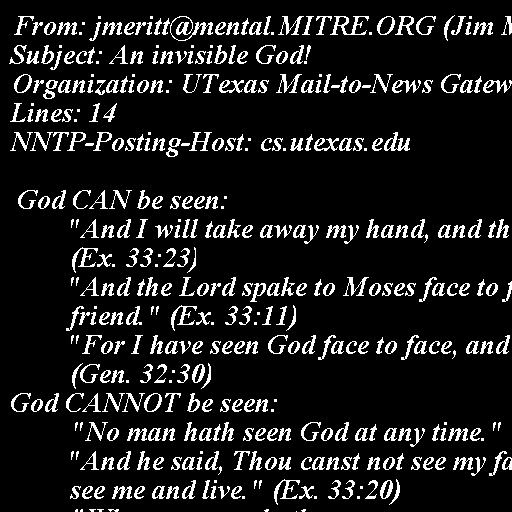 From: jmeritt@mental.MITRE.ORG (Jim
Subject: An invisible God!
Organization: UTexas Mail-to-News
Lines: 14
NNTP-Posting-Host: cs.utexas.edu
God CAN be seen:
"And I will take away my hand, and
(Ex. 33:23)
"And the Lord spake to Moses face to
friend." (Ex. 33:11)
"For I have seen God face to face, and
(Gen. 32:30)
God CANNOT be seen:
"No man hath seen God at any time."
"And he said, Thou canst not see my
see me and live." (Ex. 33:20)